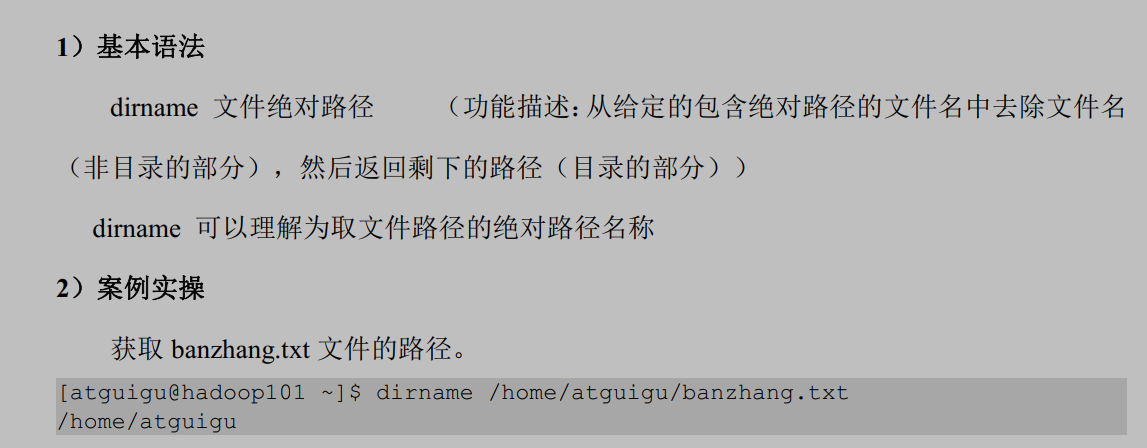 1）基本语法
dirname 文件绝对路径 （功能描述：从给定的包含绝对路径的文件名中去除文件名
（非目录的部分），然后返回剩下的路径（目录的部分））
dirname 可以理解为取文件路径的绝对路径名称
2）案例实操
获取 banzhang.txt 文件的路径。
[atguigu@hadoop101 ~]$ dirname /home/atguigu/banzhang.txt
/home/atguigu